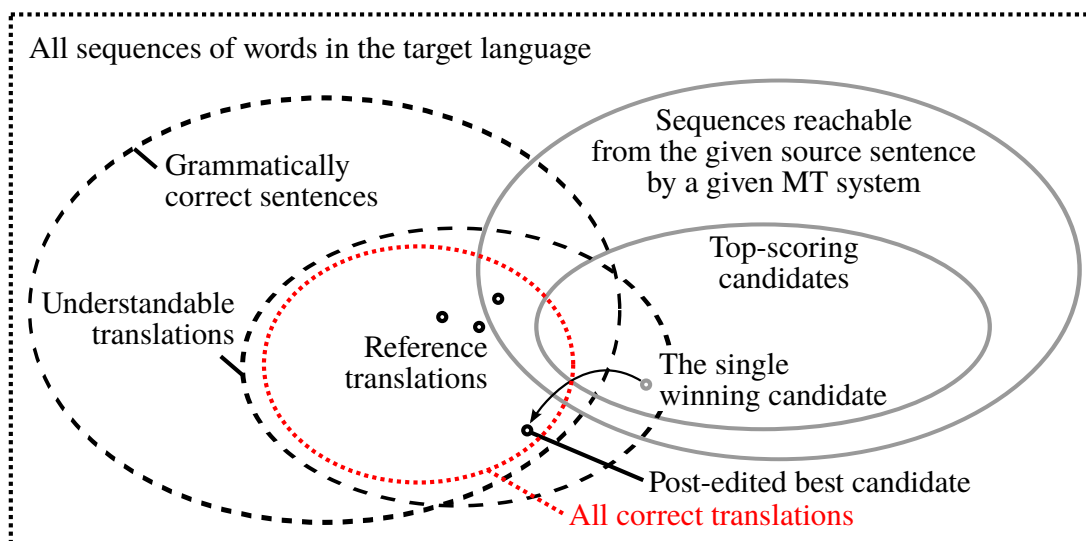 All sequences of words in the target language
Sequences reachable
from the given source sentence
by a given MT system
Grammatically
correct sentences
Top-scoring
candidates
Understandable
translations
Reference
translations
The single
winning candidate
Post-edited best candidate
All correct translations